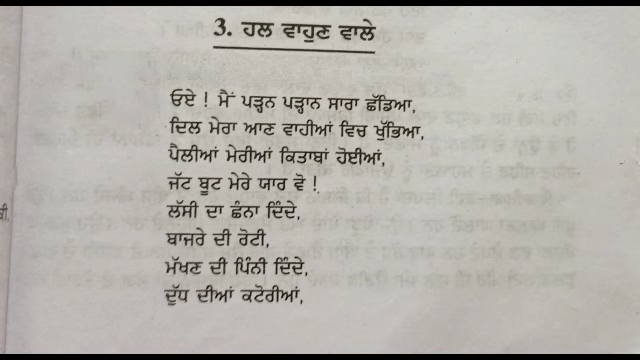 3. ਹਲ ਵਾਹੁਣ ਵਾਲੇ
ਓਏ ! ਮੈਂ ਪੜ੍ਹਨ ਪੜ੍ਹਾਨ ਸਾਰਾ ਛੱਡਿਆ,
ਦਿਲ ਮੇਰਾ ਆਣ ਵਾਹੀਆਂ ਵਿਚ ਖੁੱਭਿਆ,
ਪੈਲੀਆਂ ਮੇਰੀਆਂ ਕਿਤਾਬਾਂ ਹੋਈਆਂ,
ਜੱਟ ਬੂਟ ਮੇਰੇ ਯਾਰ ਵੋ !
ਲੱਸੀ ਦਾ ਛੰਨਾ ਦਿੰਦੇ,
ਬਾਜਰੇ ਦੀ ਰੋਟੀ,
ਮੱਖਣ ਦੀ ਪਿੰਨੀ ਦਿੰਦੇ,
ਦੁੱਧ ਦੀਆਂ ਕਟੋਰੀਆਂ,